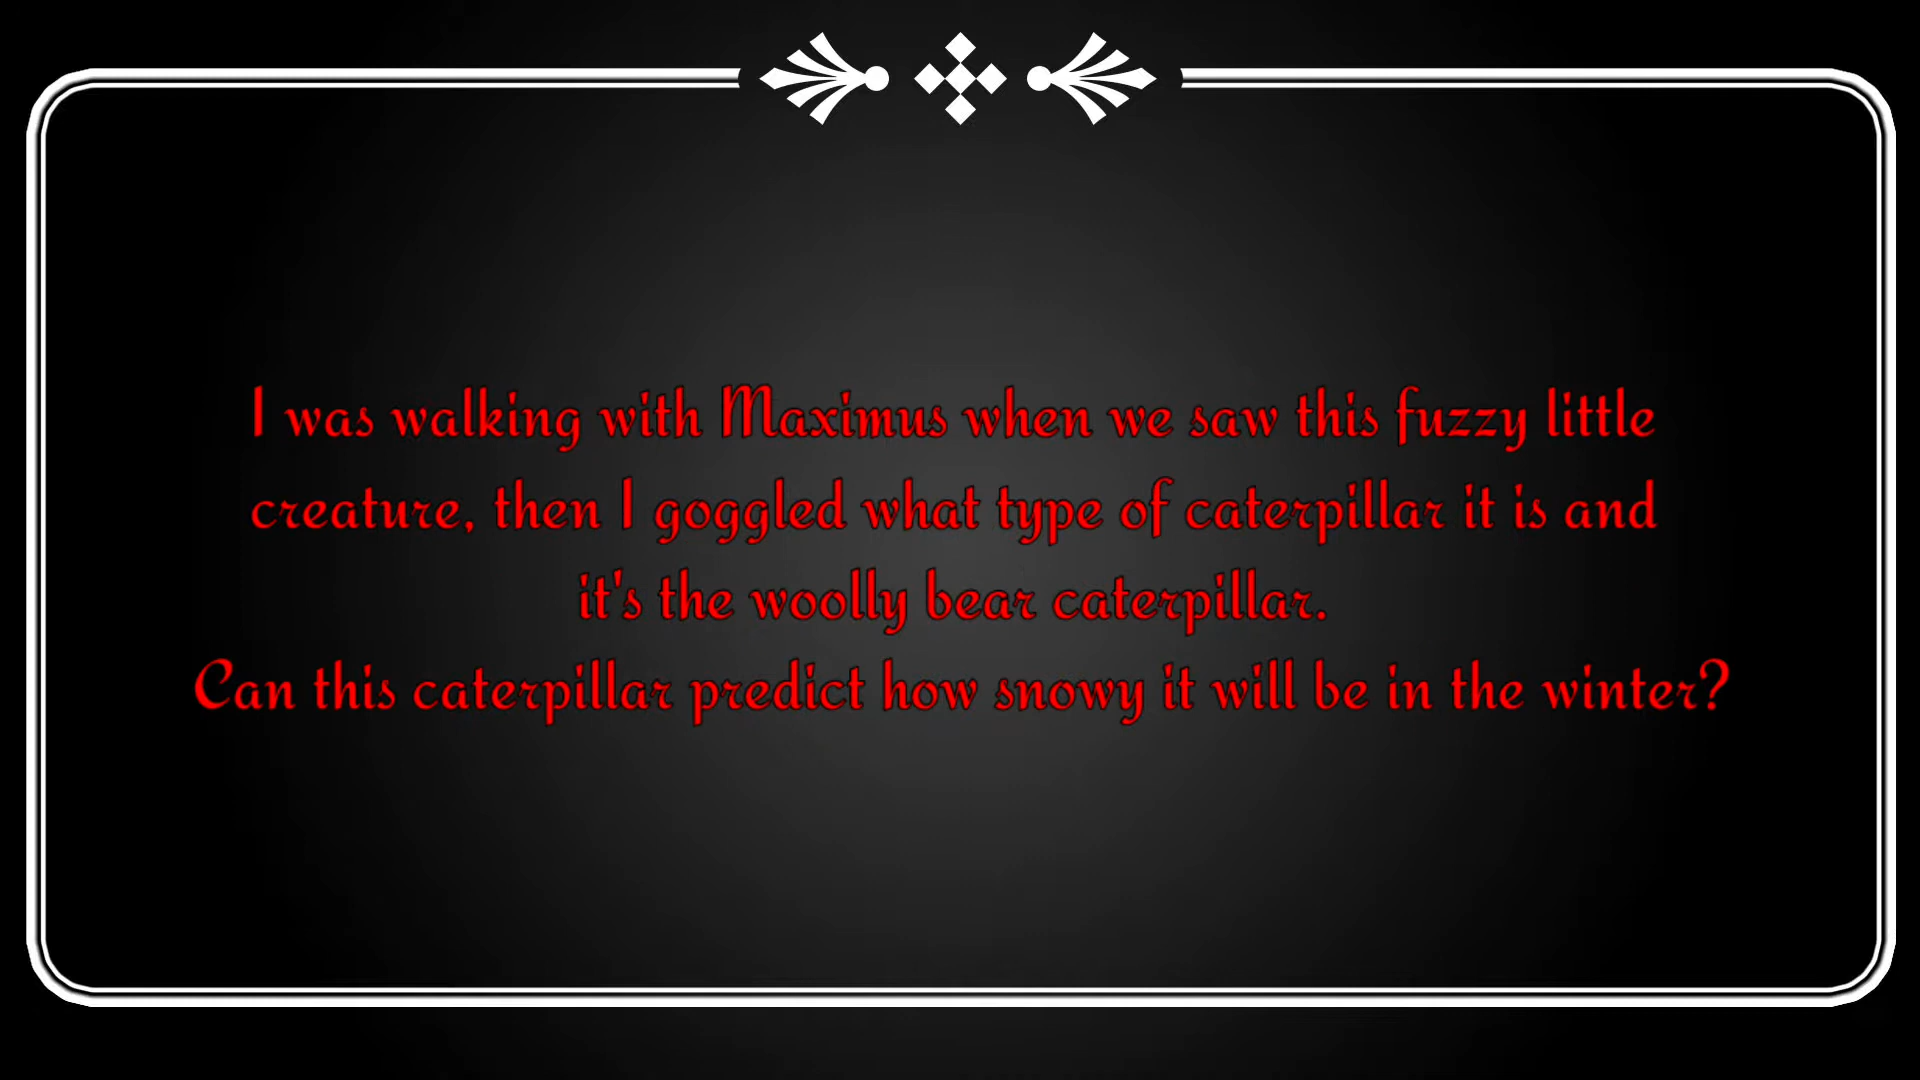 I was walking with Maximus when we saw this fuzzy little
creature, then I goggled what type of caterpillar it is and
it's the woolly bear caterpillar.
Can this caterpillar predict how snowy it will be in the winter?